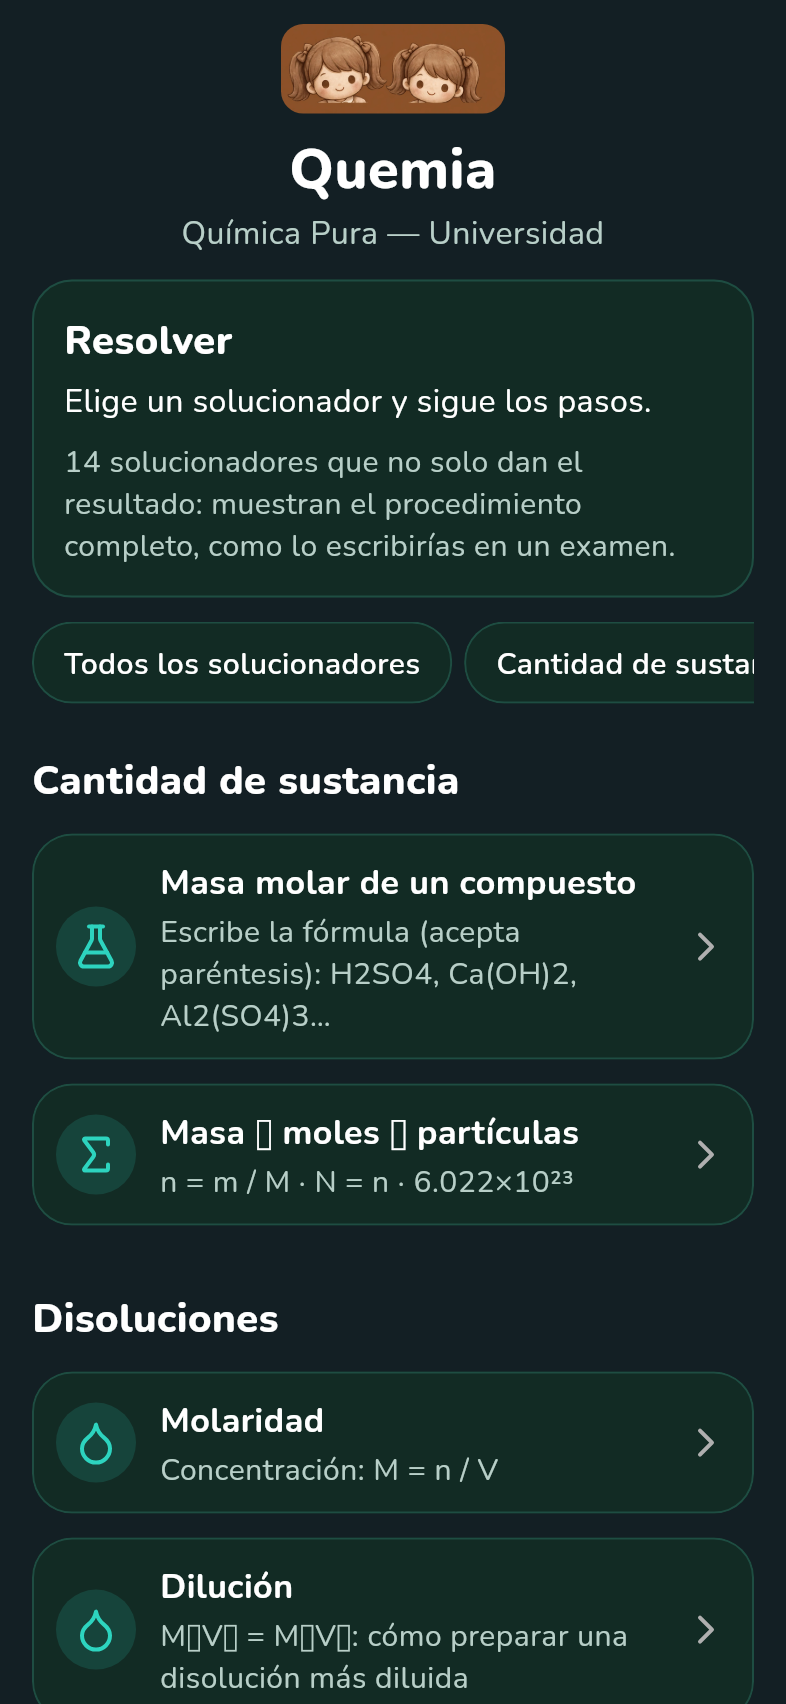 Quemia
Química Pura — Universidad
Resolver
Elige un solucionador y sigue los pasos.
14 solucionadores que no solo dan el
resultado: muestran el procedimiento
completo, como lo escribirías en un examen.
Todos los solucionadores
Cantidad de sustan
Cantidad de sustancia
Masa molar de un compuesto
Escribe la fórmula (acepta
paréntesis): H2SO4, Ca(OH)2,
Al2(SO4)3...
Masa ▯ moles ▯ partículas
n = m / M · N = n · 6.022×10²³
Disoluciones
Molaridad
Concentración: M = n / V
Dilución
M▯V▯ = M▯V▯: cómo preparar una
disolución más diluida